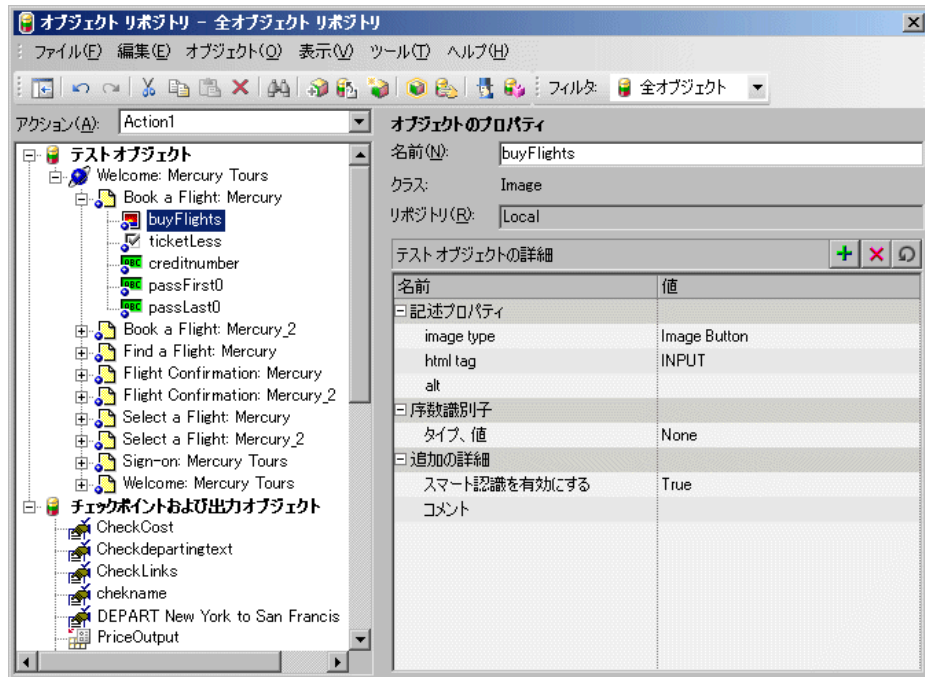 オブジェクト リポジトリ - 全オブジェクト リポジトリ
ファイル(F) 編集(E) オブジェクト(O) 表示(V) ツール(T) ヘルプ(H)
フィルタ: 全オブジェクト
アクション(A): Action1
テスト オブジェクト
Welcome: Mercury Tours
Book a Flight: Mercury
buyFlights
ticketLess
creditnumber
passFirst0
passLast0
Book a Flight: Mercury_2
Find a Flight: Mercury
Flight Confirmation: Mercury
Flight Confirmation: Mercury_2
Select a Flight: Mercury
Select a Flight: Mercury_2
Sign-on: Mercury Tours
Welcome: Mercury Tours
チェックポイントおよび出力オブジェクト
CheckCost
Checkdepartingtext
CheckLinks
chekname
DEPART New York to San Francis
PriceOutput
オブジェクトのプロパティ
名前(N): buyFlights
クラス: Image
リポジトリ(R): Local
テスト オブジェクトの詳細
名前 値
記述プロパティ
image type Image Button
html tag INPUT
alt
序数識別子
タイプ、値 None
追加の詳細
スマート認識を有効にする True
コメント